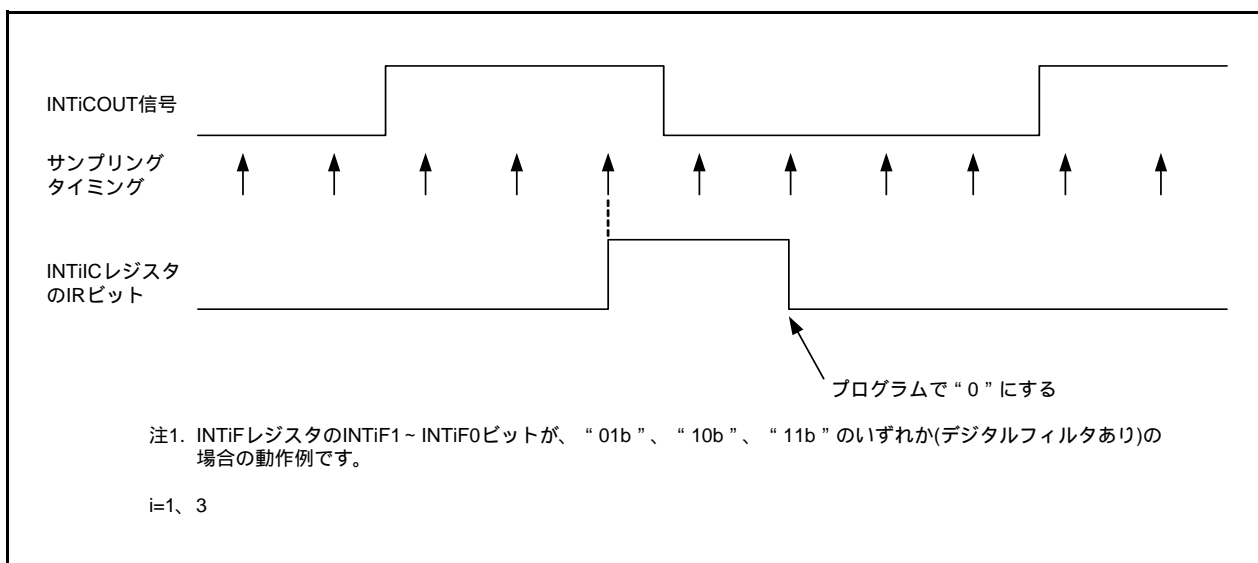 INTiCOUT信号
サンプリング
タイミング
INTiICレジスタ
のIRビット
プログラムで“0”にする
注1. INTiFレジスタのINTiF1~INTiF0ビットが、“01b”、“10b”、“11b”のいずれか(デジタルフィルタあり)の
場合の動作例です。
i=1、3